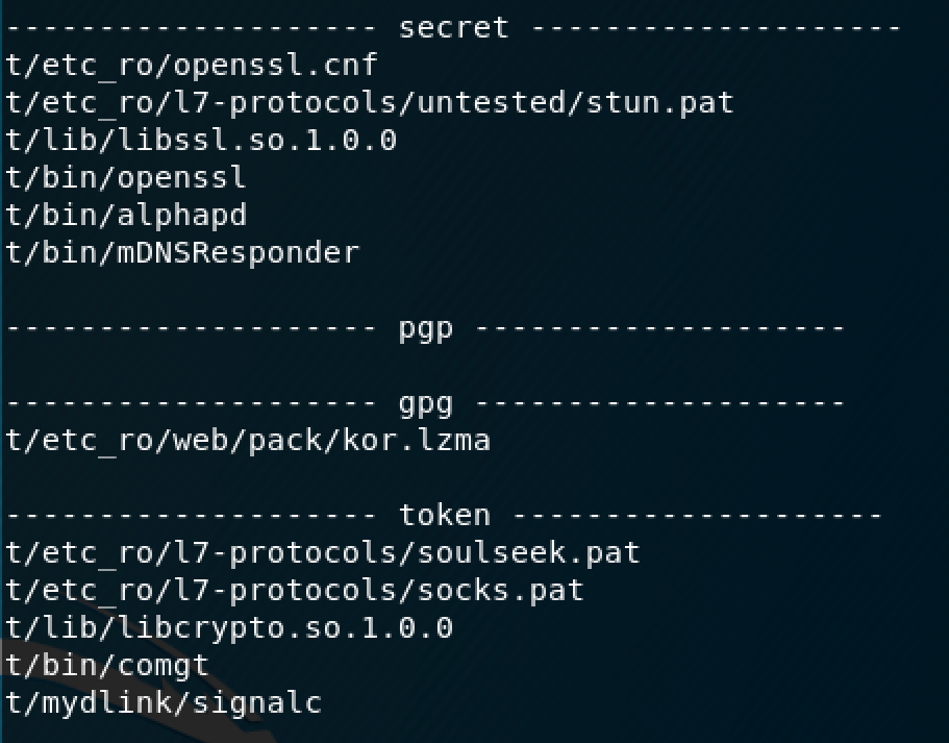 -------------------- secret --------------------
t/etc_ro/openssl.cnf
t/etc_ro/l7-protocols/untested/stun.pat
t/lib/libssl.so.1.0.0
t/bin/openssl
t/bin/alphapd
t/bin/mDNSResponder
-------------------- pgp --------------------
-------------------- gpg --------------------
t/etc_ro/web/pack/kor.lzma
-------------------- token --------------------
t/etc_ro/l7-protocols/soulseek.pat
t/etc_ro/l7-protocols/socks.pat
t/lib/libcrypto.so.1.0.0
t/bin/comgt
t/mydlink/signalc